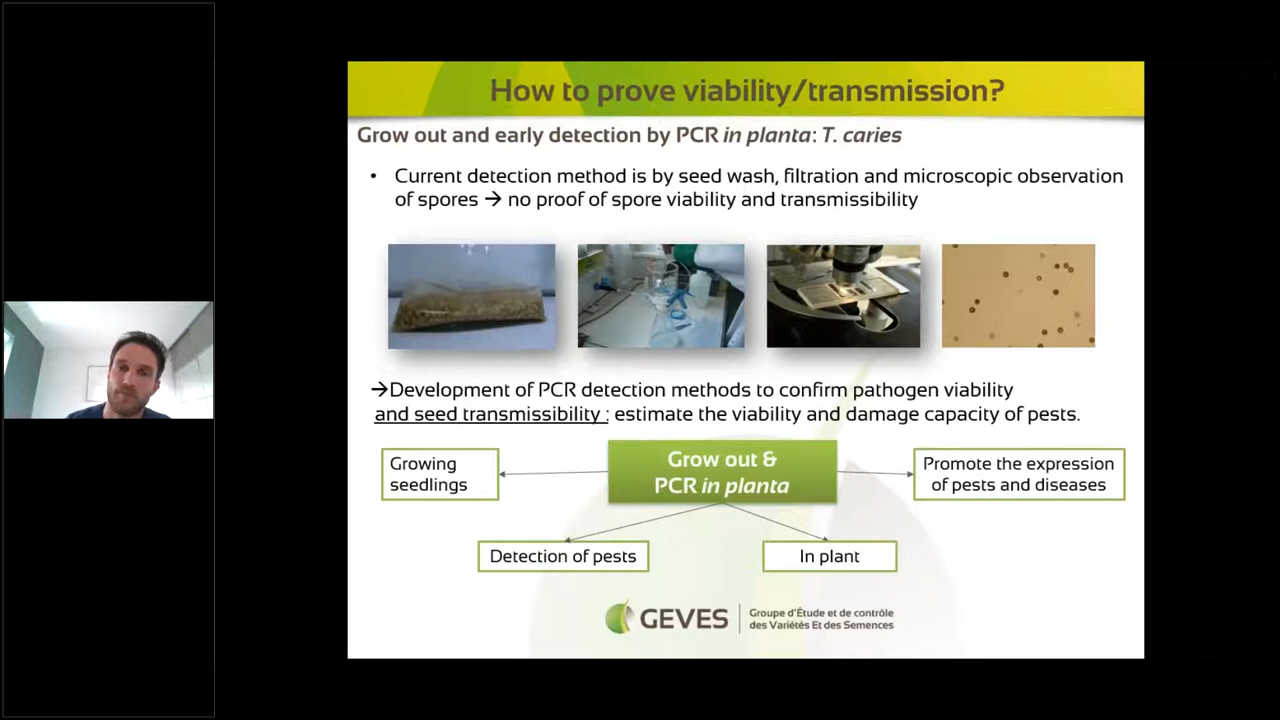 How to prove viability/transmission?
Grow out and early detection by PCR in planta: T. caries
• Current detection method is by seed wash, filtration and microscopic observation
of spores → no proof of spore viability and transmissibility
→Development of PCR detection methods to confirm pathogen viability
and seed transmissibility : estimate the viability and damage capacity of pests.
Growing
seedlings
Grow out &
PCR in planta
Promote the expression
of pests and diseases
Detection of pests
In plant
GEVES
Groupe d'Étude et de contrôle
des Variétés Et des Semences